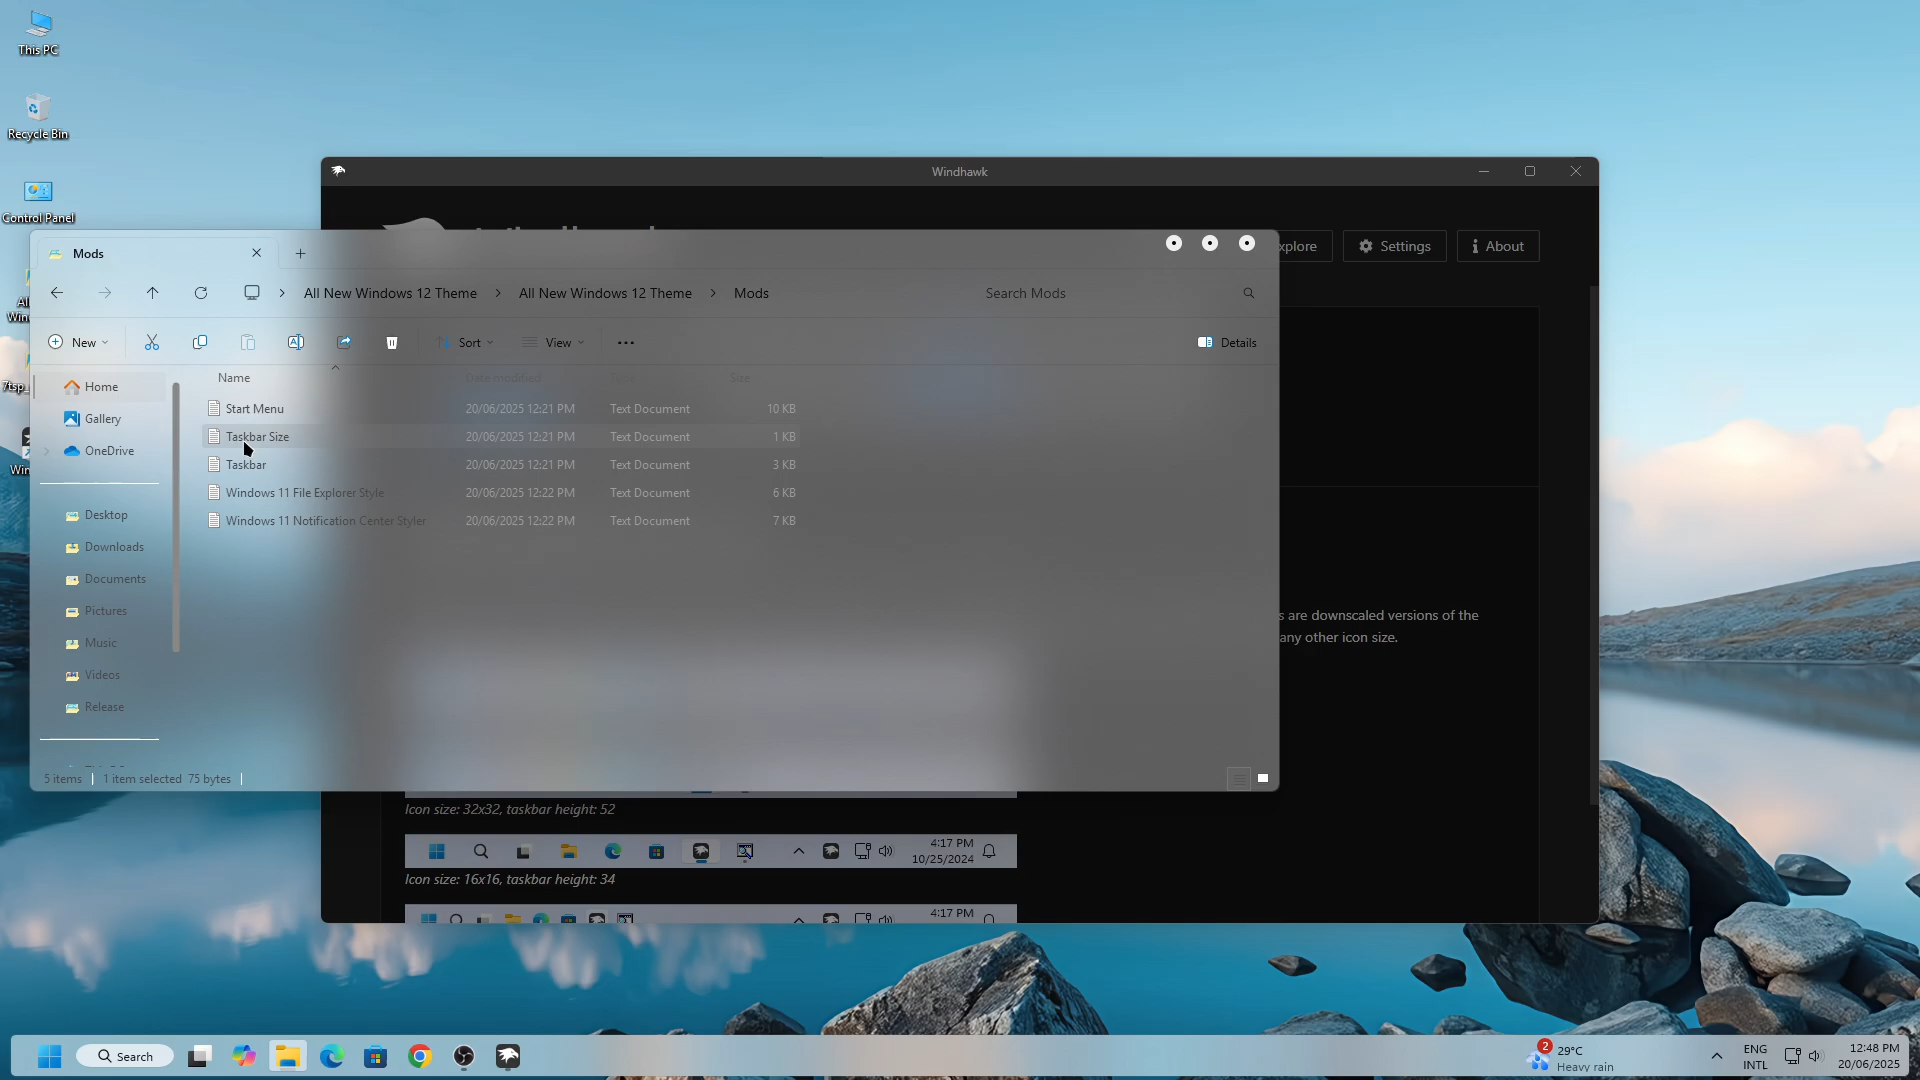 This PC
Recycle Bin
Control Panel
Windhawk
Explore
Settings
About
Mods
All New Windows 12 Theme
All New Windows 12 Theme
Mods
Search Mods
New
Sort
View
Details
Name
Date modified
Type
Size
Home
Gallery
OneDrive
Desktop
Downloads
Documents
Pictures
Music
Videos
Release
Start Menu 20/06/2025 12:21 PM Text Document 10 KB
Taskbar Size 20/06/2025 12:21 PM Text Document 1 KB
Taskbar 20/06/2025 12:21 PM Text Document 3 KB
Windows 11 File Explorer Style 20/06/2025 12:22 PM Text Document 6 KB
Windows 11 Notification Center Styler 20/06/2025 12:22 PM Text Document 7 KB
5 items
1 item selected 75 bytes
s are downscaled versions of the
any other icon size.
Icon size: 32x32, taskbar height: 52
4:17 PM
10/25/2024
Icon size: 16x16, taskbar height: 34
4:17 PM
Search
2
29°C
Heavy rain
ENG
INTL
12:48 PM
20/06/2025